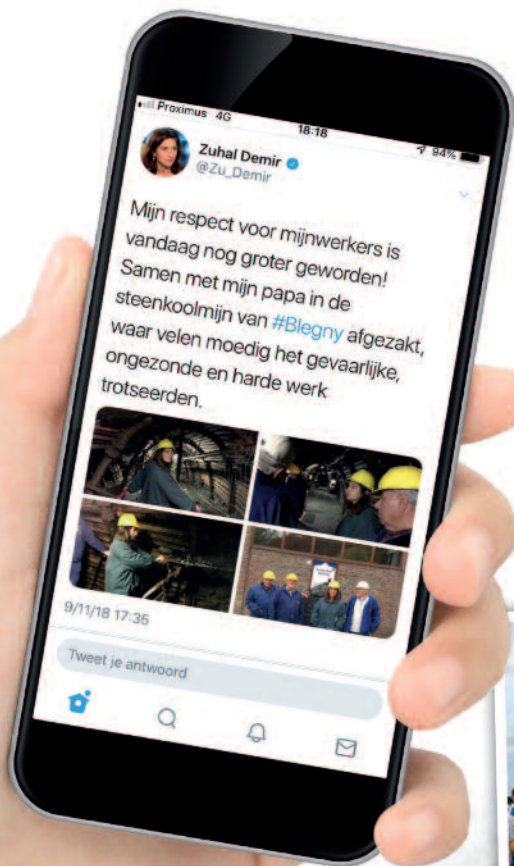 Proximus 4G 18:18 94%
Zuhal Demir
@Zu_Demir
Mijn respect voor mijnwerkers is
vandaag nog groter geworden!
Samen met mijn papa in de
steenkoolmijn van #Blegny afgezakt,
waar velen moedig het gevaarlijke,
ongezonde en harde werk
trotseerden.
9/11/18 17:35
Tweet je antwoord